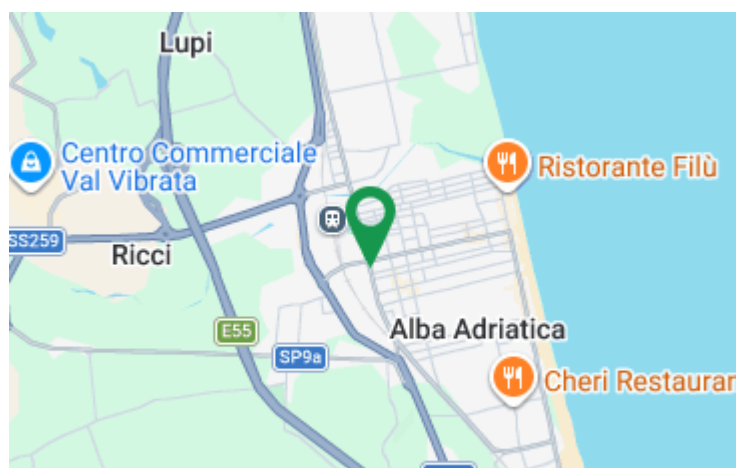 Lupi
Centro Commerciale
Val Vibrata
Ristorante Filù
SS259
Ricci
E55
Alba Adriatica
SP9a
Cheri Restauran